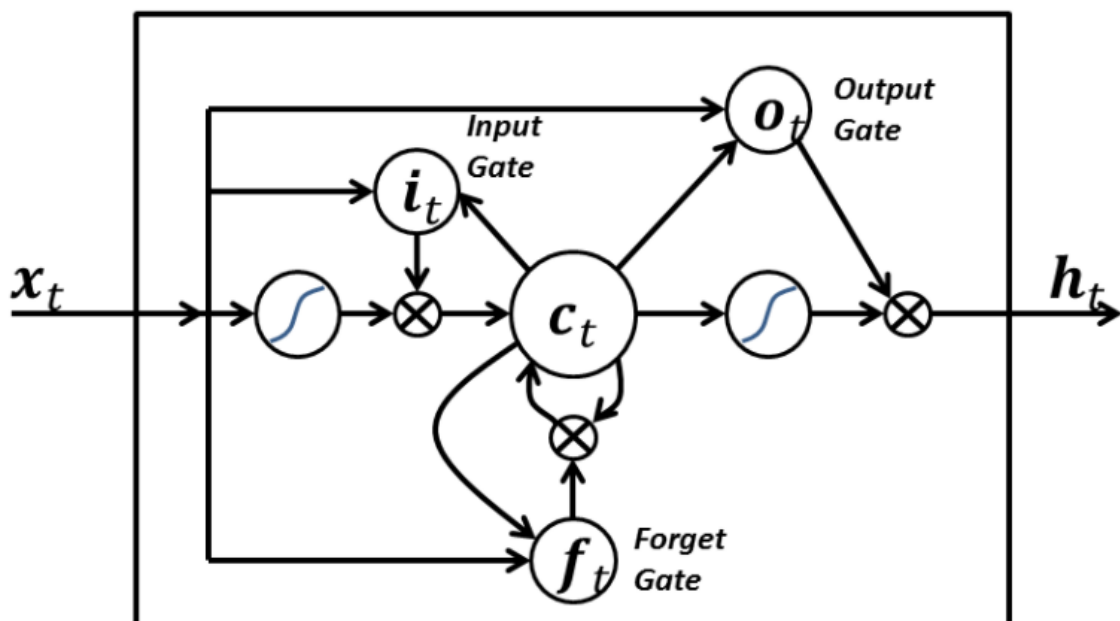 Output
Gate
o_t
Input
Gate
i_t
x_t
h_t
c_t
Forget
Gate
f_t